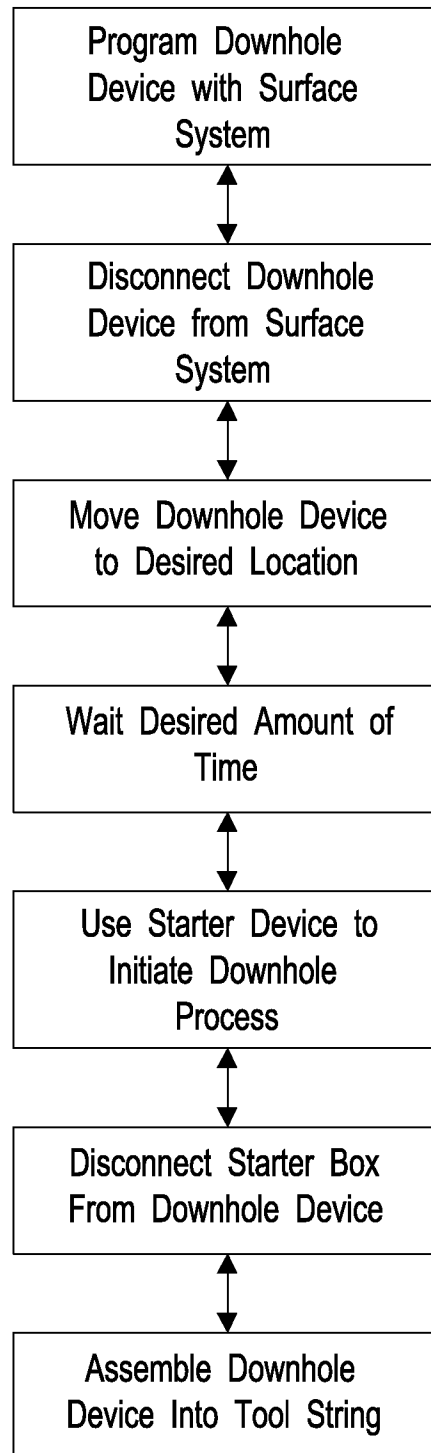 Program Downhole
Device with Surface
System
Disconnect Downhole
Device from Surface
System
Move Downhole Device
to Desired Location
Wait Desired Amount of
Time
Use Starter Device to
Initiate Downhole
Process
Disconnect Starter Box
From Downhole Device
Assemble Downhole
Device Into Tool String